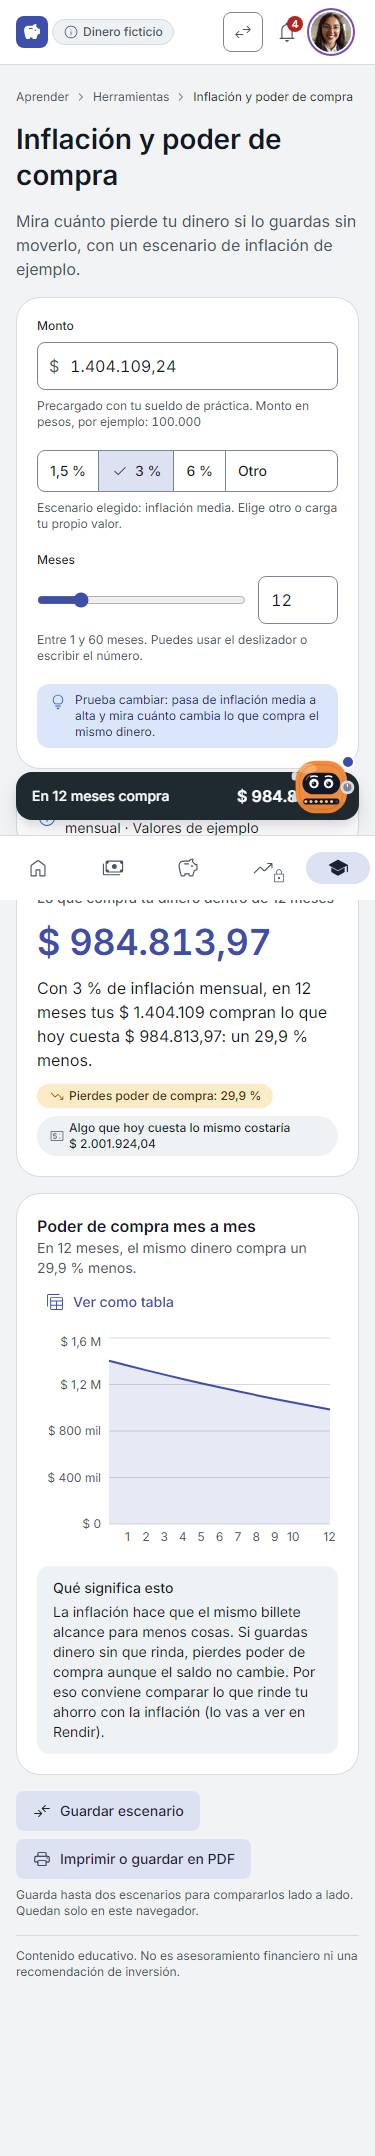 Dinero ficticio
4
Aprender > Herramientas > Inflación y poder de compra
Inflación y poder de
compra
Mira cuánto pierde tu dinero si lo guardas sin
moverlo, con un escenario de inflación de
ejemplo.
Monto
$ 1.404.109,24
Precargado con tu sueldo de práctica. Monto en
pesos, por ejemplo: 100.000
1,5 % 3 % 6 % Otro
Escenario elegido: inflación media. Elige otro o carga
tu propio valor.
Meses
12
Entre 1 y 60 meses. Puedes usar el deslizador o
escribir el número.
Prueba cambiar: pasa de inflación media a
alta y mira cuánto cambia lo que compra el
mismo dinero.
En 12 meses compra $ 984.8
mensual · Valores de ejemplo
Lo que compra tu dinero dentro de 12 meses
$ 984.813,97
Con 3 % de inflación mensual, en 12
meses tus $ 1.404.109 compran lo que
hoy cuesta $ 984.813,97: un 29,9 %
menos.
Pierdes poder de compra: 29,9 %
Algo que hoy cuesta lo mismo costaría
$ 2.001.924,04
Poder de compra mes a mes
En 12 meses, el mismo dinero compra un
29,9 % menos.
Ver como tabla
$ 1,6 M
$ 1,2 M
$ 800 mil
$ 400 mil
$ 0
1 2 3 4 5 6 7 8 9 10 12
Qué significa esto
La inflación hace que el mismo billete
alcance para menos cosas. Si guardas
dinero sin que rinda, pierdes poder de
compra aunque el saldo no cambie. Por
eso conviene comparar lo que rinde tu
ahorro con la inflación (lo vas a ver en
Rendir).
Guardar escenario
Imprimir o guardar en PDF
Guarda hasta dos escenarios para compararlos lado a lado.
Quedan solo en este navegador.
Contenido educativo. No es asesoramiento financiero ni una
recomendación de inversión.